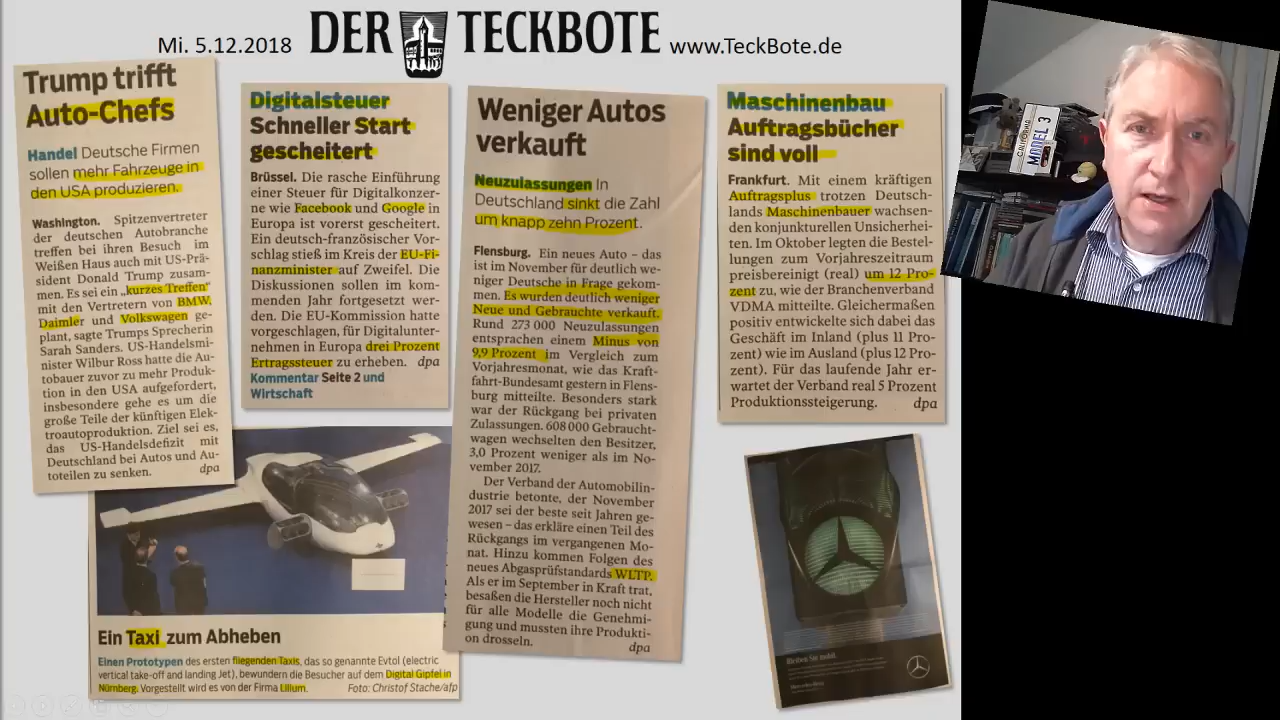 Mi. 5.12.2018
DER TECKBOTE
www.TeckBote.de
Trump trifft
Auto-Chefs
Handel Deutsche Firmen
sollen mehr Fahrzeuge in
den USA produzieren.
Washington. Spitzenvertreter
der deutschen Autobranche
treffen bei ihren Besuch im
Weißen Haus auch mit US-Prä-
sident Donald Trump zusam-
men. Es sei ein „kurzes Treffen"
mit den Vertretern von BMW,
Daimler und Volkswagen ge-
plant, sagte Trumps Sprecherin
Sarah Sanders. US-Handelsmi-
nister Wilbur Ross hatte die Au-
tobauer zuvor zu mehr Produk-
tion in den USA aufgefordert,
insbesondere gehe es um die
große Teile der künftigen Elek-
troautoproduktion. Ziel sei es,
das US-Handelsdefizit mit
Deutschland bei Autos und Au-
toteilen zu senken. dpa
Digitalsteuer
Schneller Start
gescheitert
Brüssel. Die rasche Einführung
einer Steuer für Digitalkonzer-
ne wie Facebook und Google in
Europa ist vorerst gescheitert.
Ein deutsch-französischer Vor-
schlag stieß im Kreis der EU-Fi-
nanzminister auf Zweifel. Die
Diskussionen sollen im kom-
menden Jahr fortgesetzt wer-
den. Die EU-Kommission hatte
vorgeschlagen, für Digitalunter-
nehmen in Europa drei Prozent
Ertragssteuer zu erheben. dpa
Kommentar Seite 2 und
Wirtschaft
Weniger Autos
verkauft
Neuzulassungen In
Deutschland sinkt die Zahl
um knapp zehn Prozent.
Flensburg. Ein neues Auto – das
ist im November für deutlich we-
niger Deutsche in Frage gekom-
men. Es wurden deutlich weniger
Neue und Gebrauchte verkauft.
Rund 273 000 Neuzulassungen
entsprachen einem Minus von
9,9 Prozent im Vergleich zum
Vorjahresmonat, wie das Kraft-
fahrt-Bundesamt gestern in Flens-
burg mitteilte. Besonders stark
war der Rückgang bei privaten
Zulassungen. 608 000 Gebraucht-
wagen wechselten den Besitzer,
3,0 Prozent weniger als im No-
vember 2017.
Der Verband der Automobilin-
dustrie betonte, der November
2017 sei der beste seit Jahren ge-
wesen – das erkläre einen Teil des
Rückgangs im vergangenen Mo-
nat. Hinzu kommen Folgen des
neues Abgasprüfstandards WLTP.
Als er im September in Kraft trat,
besaßen die Hersteller noch nicht
für alle Modelle die Genehmi-
gung und mussten ihre Produkti-
on drosseln. dpa
Maschinenbau
Auftragsbücher
sind voll
Frankfurt. Mit einem kräftigen
Auftragsplus trotzen Deutsch-
lands Maschinenbauer wachsen-
den konjunkturellen Unsicherhei-
ten. Im Oktober legten die Bestel-
lungen zum Vorjahreszeitraum
preisbereinigt (real) um 12 Pro-
zent zu, wie der Branchenverband
VDMA mitteilte. Gleichermaßen
positiv entwickelte sich dabei das
Geschäft im Inland (plus 11 Pro-
zent) wie im Ausland (plus 12 Pro-
zent). Für das laufende Jahr er-
wartet der Verband real 5 Prozent
Produktionssteigerung. dpa
Ein Taxi zum Abheben
Einen Prototypen des ersten fliegenden Taxis, das so genannte Evtol (electric
vertical take-off and landing Jet), bewundern die Besucher auf dem Digital Gipfel in
Nürnberg. Vorgestellt wird es von der Firma Lilium. Foto: Christof Stache/afp
Bleiben Sie mobil.
CALIFORNIA
MODEL 3